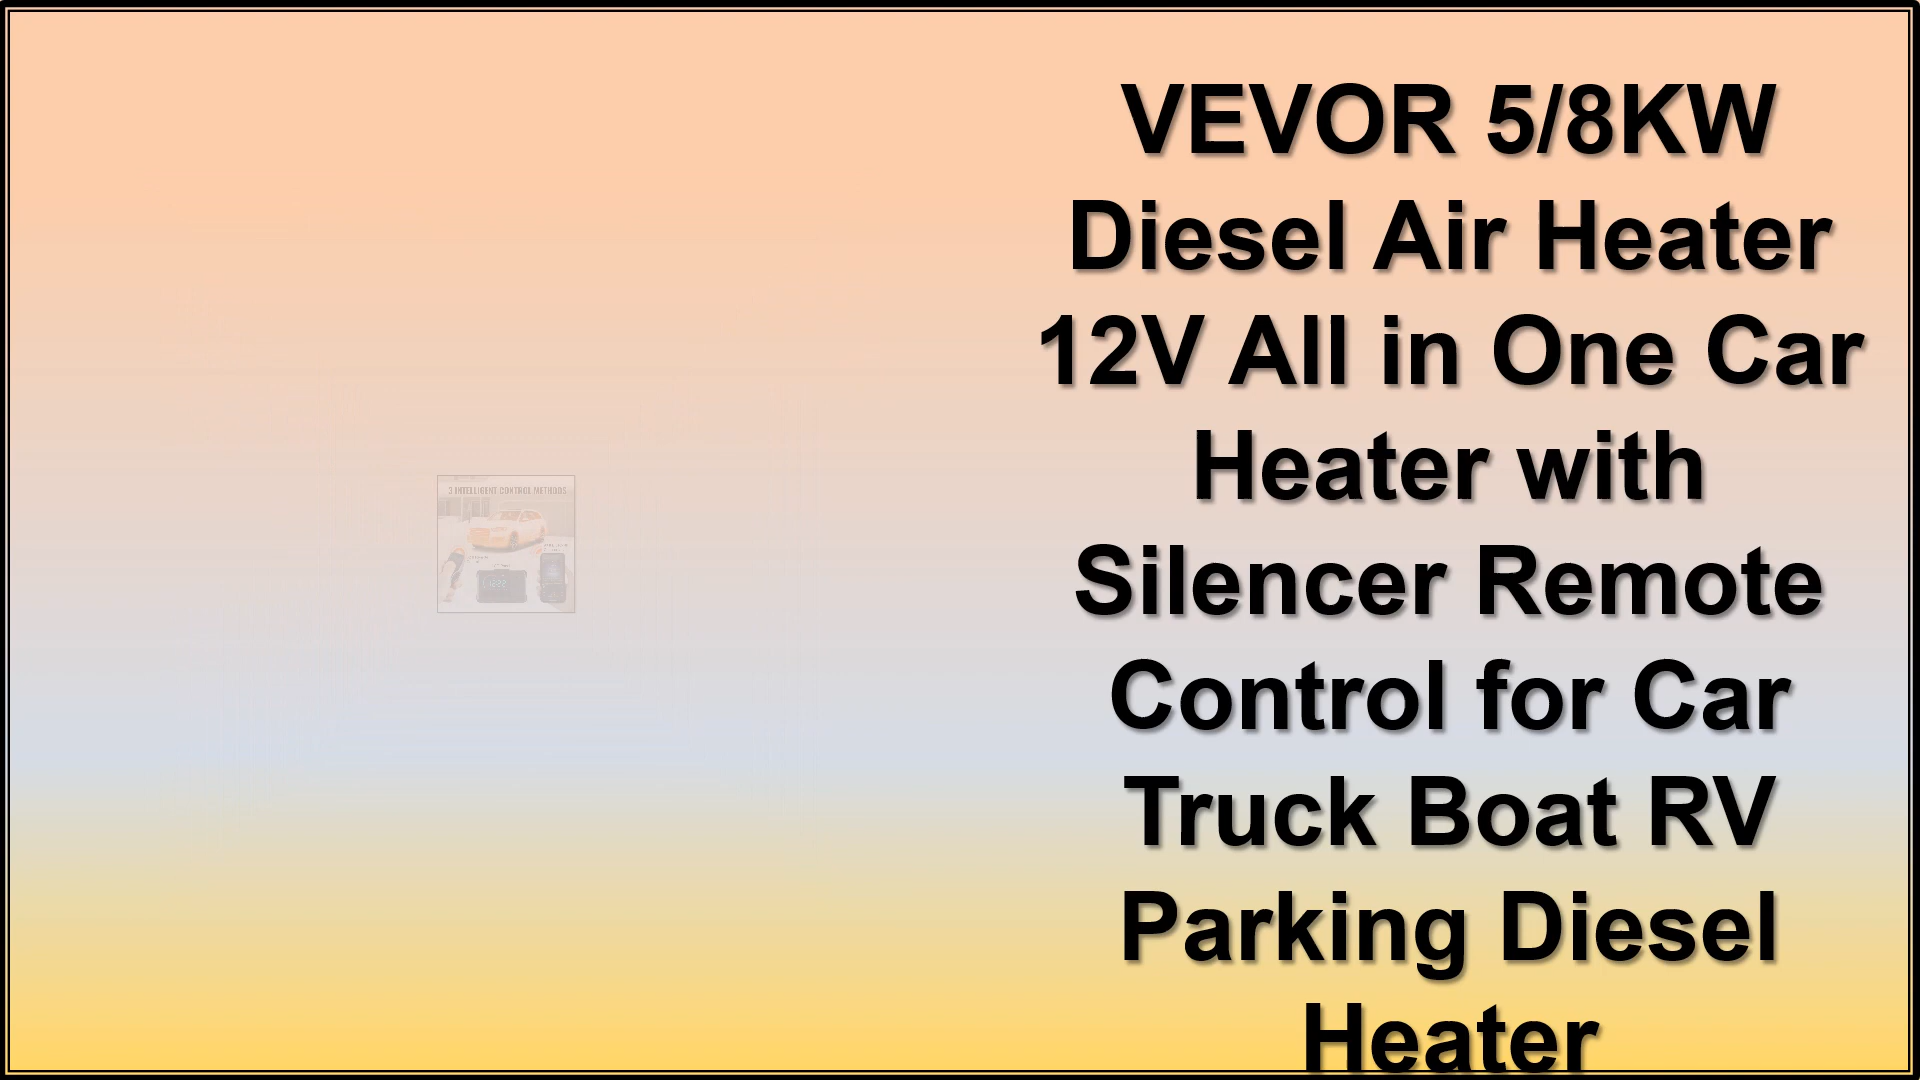 VEVOR 5/8KW
Diesel Air Heater
12V All in One Car
Heater with
Silencer Remote
Control for Car
Truck Boat RV
Parking Diesel
Heater
3 INTELLIGENT CONTROL METHODS